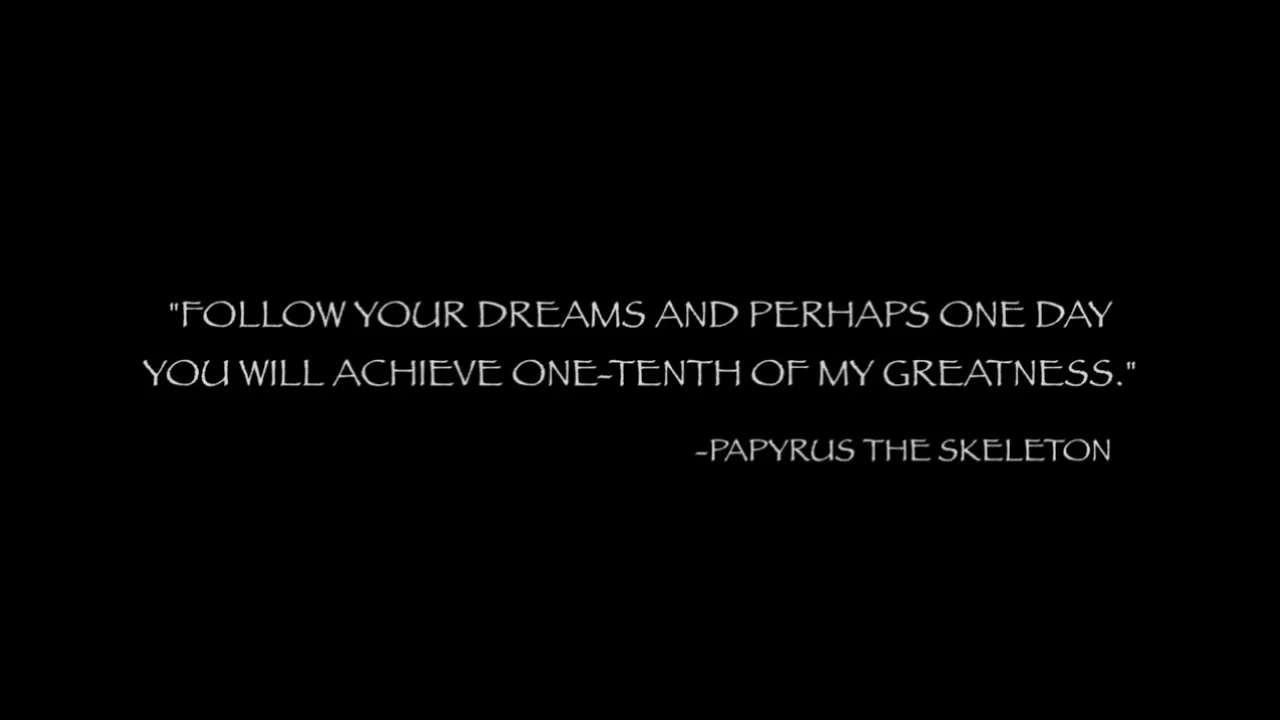 "FOLLOW YOUR DREAMS AND PERHAPS ONE DAY
YOU WILL ACHIEVE ONE-TENTH OF MY GREATNESS."
-PAPYRUS THE SKELETON